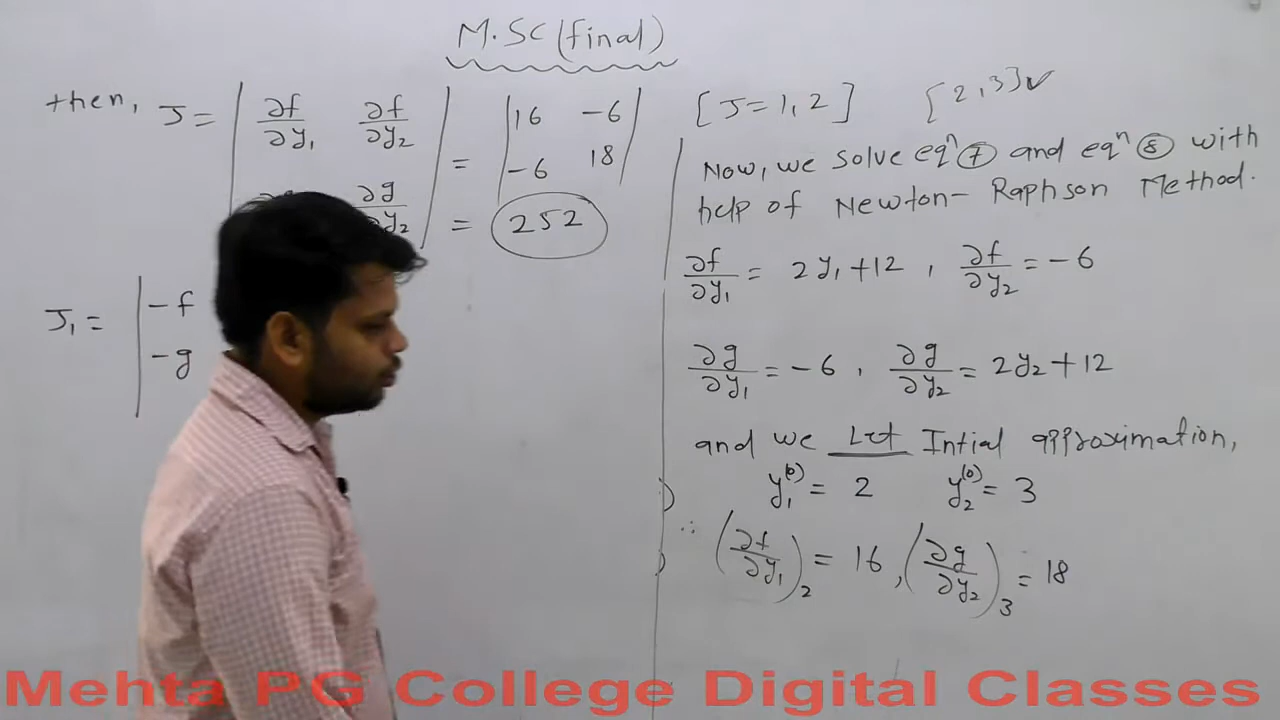 M.SC (final)
then, J = | ∂f/∂y₁ ∂f/∂y₂ | = | 16 -6 |
∂g/∂y₂ | = | -6 18 |
= 252
J₁ = | -f
-g
[J = 1, 2] [2, 3] ✓
Now, we solve eqⁿ ⑦ and eqⁿ ⑧ with
help of Newton- Raphson Method.
∂f/∂y₁ = 2y₁ + 12 , ∂f/∂y₂ = -6
∂g/∂y₁ = -6 , ∂g/∂y₂ = 2y₂ + 12
and we Let Intial approximation,
y₁⁽⁰⁾ = 2 y₂⁽⁰⁾ = 3
∴ (∂f/∂y₁)₂ = 16 , (∂g/∂y₂)₃ = 18
Mehta PG College Digital Classes